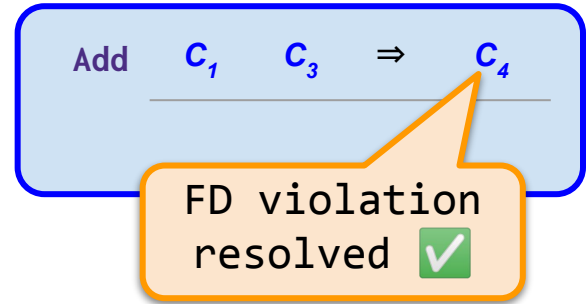 Add C₁ C₃ ⇒ C₄
FD violation
resolved ✅